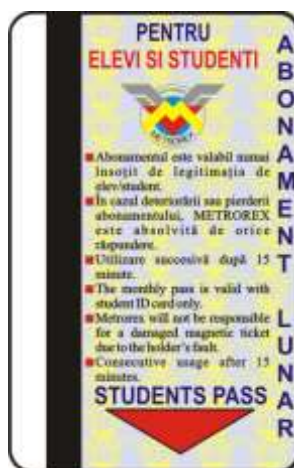 PENTRU
ELEVI SI STUDENTI
METROREX
Abonamentul este valabil numai
însoţit de legitimaţia de
elev/student.
În cazul deteriorării sau pierderii
abonamentului, METROREX
este absolvită de orice
răspundere.
Utilizare succesivă după 15
minute.
The monthly pass is valid with
student ID card only.
Metrorex will not be responsible
for a damaged magnetic ticket
due to the holder's fault.
Consecutive usage after 15
minutes.
STUDENTS PASS
ABONAMENT LUNAR